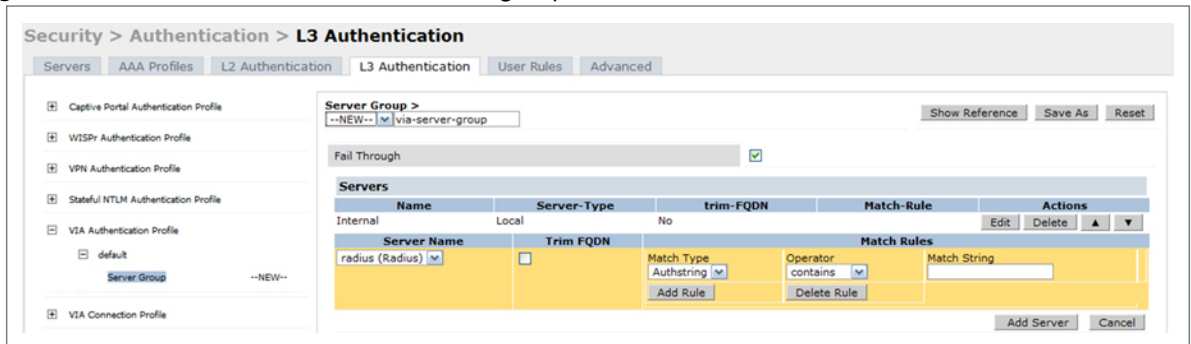 Security > Authentication > L3 Authentication
Servers AAA Profiles L2 Authentication L3 Authentication User Rules Advanced
Captive Portal Authentication Profile
WISPr Authentication Profile
VPN Authentication Profile
Stateful NTLM Authentication Profile
VIA Authentication Profile
default
Server Group --NEW--
VIA Connection Profile
Server Group >
--NEW-- via-server-group
Show Reference Save As Reset
Fail Through
Servers
Name Server-Type trim-FQDN Match-Rule Actions
Internal Local No Edit Delete ▲ ▼
Server Name Trim FQDN Match Rules
radius (Radius) Match Type Operator Match String
Authstring contains
Add Rule Delete Rule
Add Server Cancel